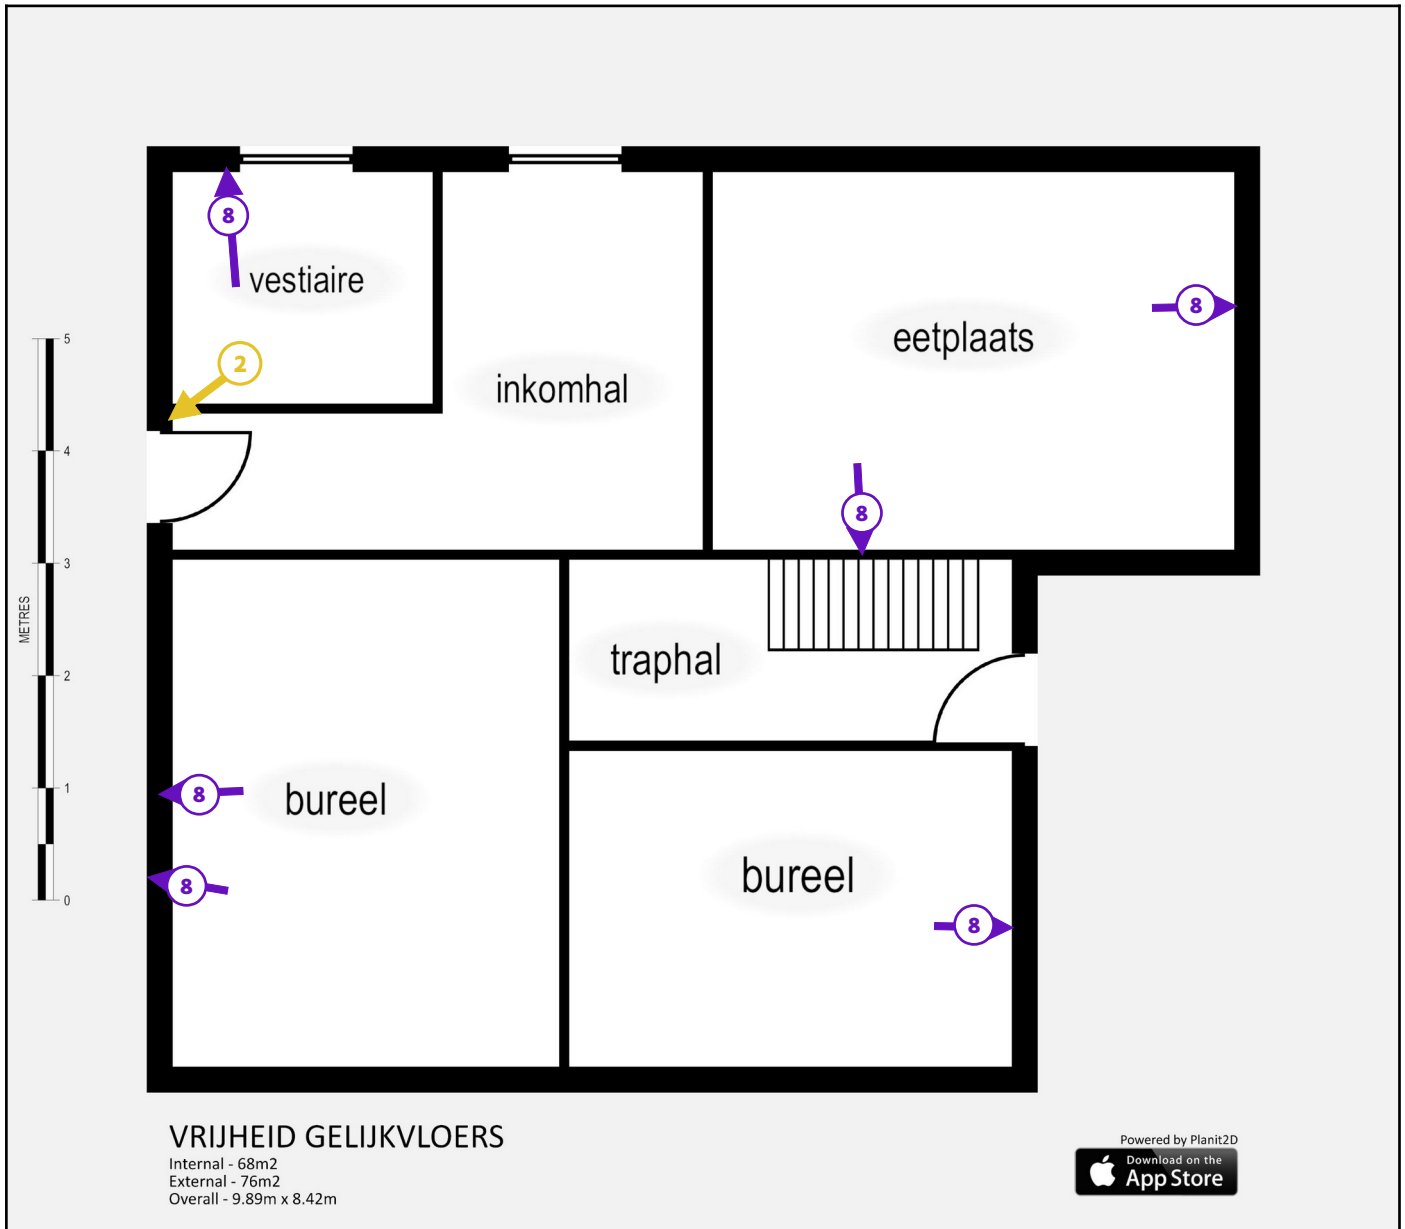 8
vestiaire
8
eetplaats
2
inkomhal
5
4
3
2
1
0
METRES
8
traphal
8
bureel
8
bureel
8
VRIJHEID GELIJKVLOERS
Internal - 68m2
External - 76m2
Overall - 9.89m x 8.42m
Powered by Planit2D
Download on the
App Store